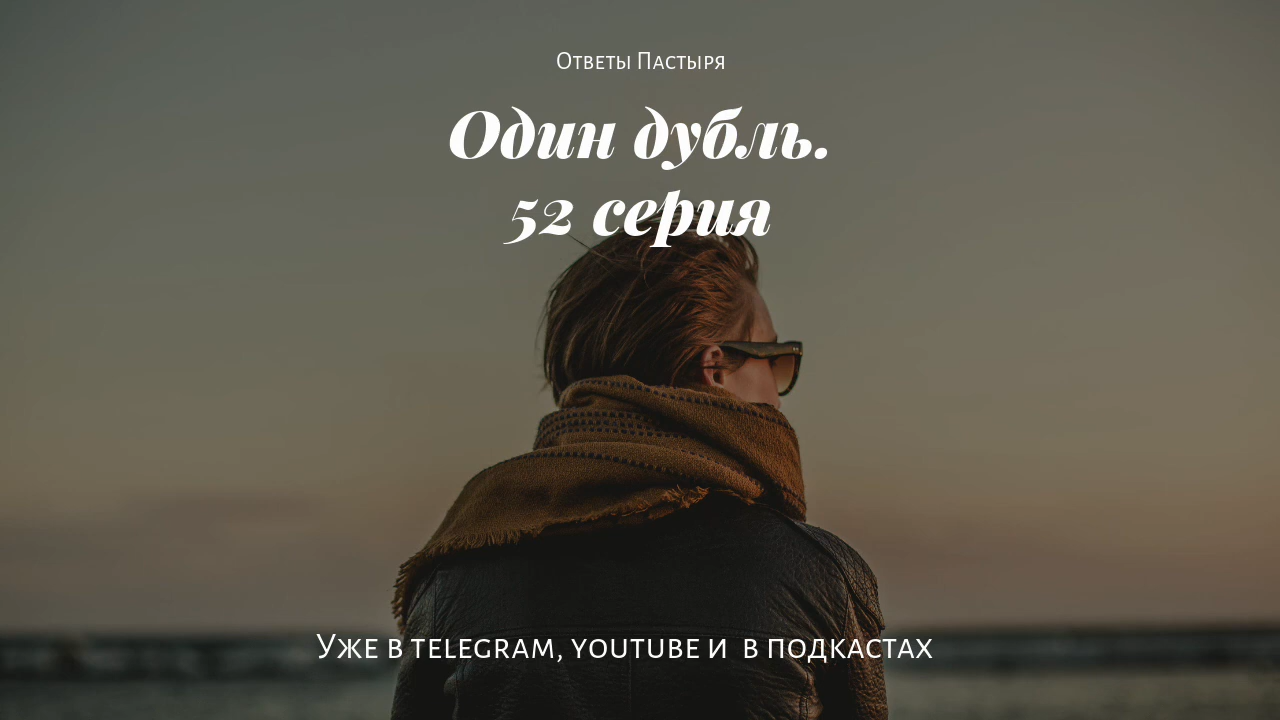 Ответы Пастыря
Один дубль.
52 серия
Уже в telegram, youtube и в подкастах